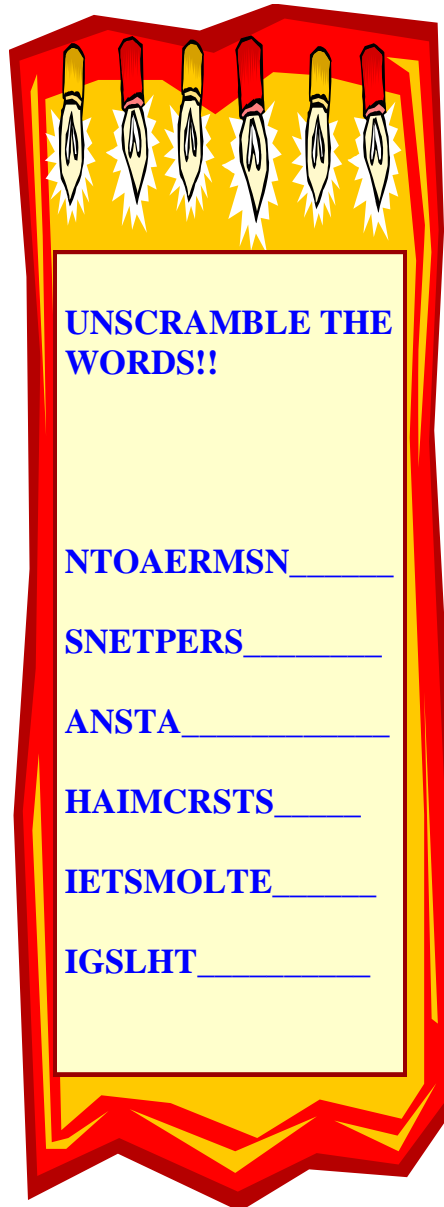 UNSCRAMBLE THE
WORDS!!
NTOAERMSN______
SNETPERS________
ANSTA____________
HAIMCRSTS_____
IETSMOLTE______
IGSLHT__________